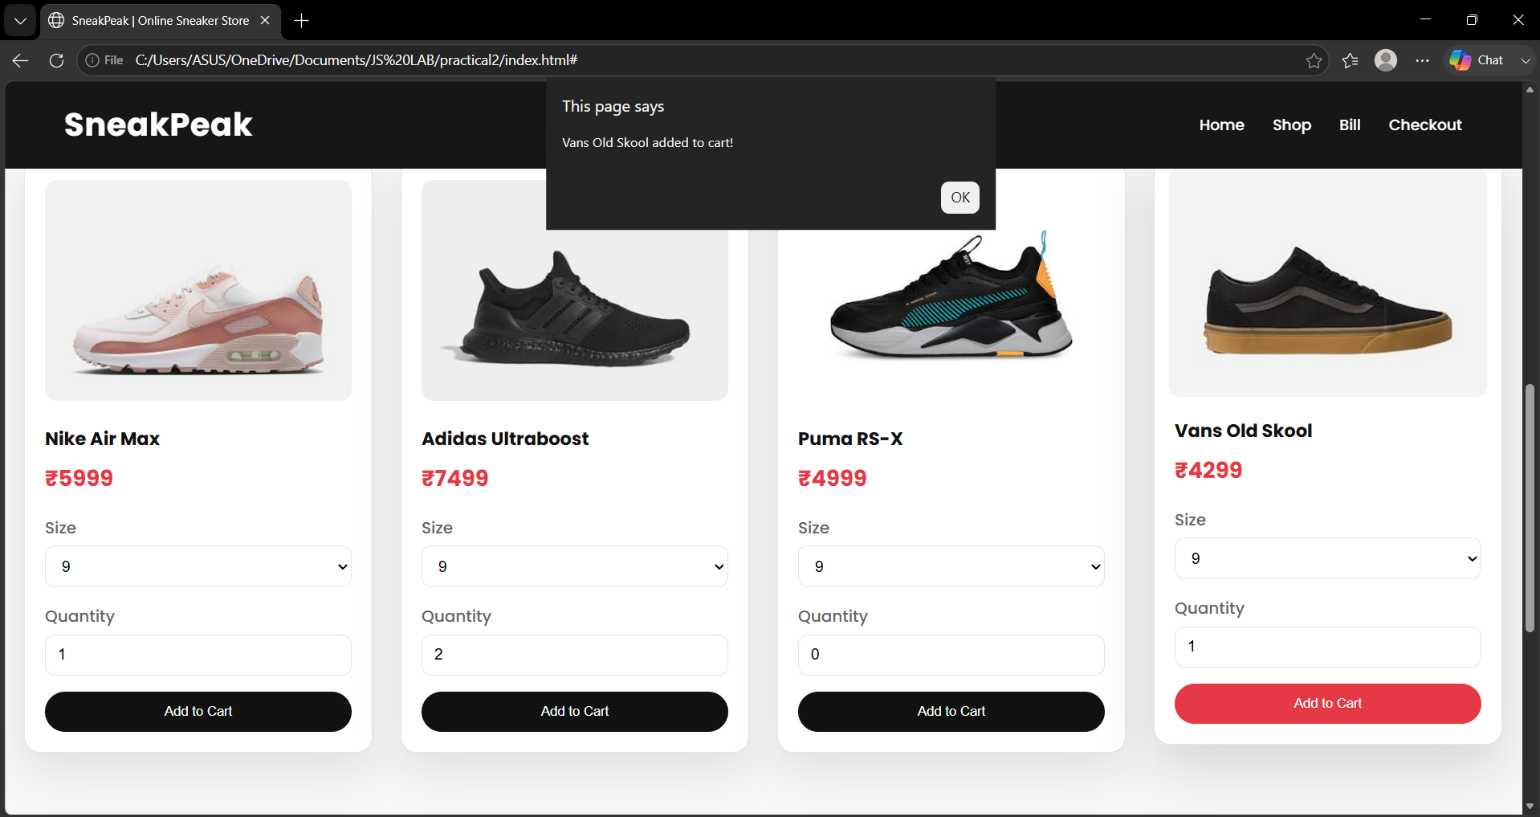 SneakPeak | Online Sneaker Store
File C:/Users/ASUS/OneDrive/Documents/JS%20LAB/practical2/index.html#
Chat
SneakPeak
Home Shop Bill Checkout
This page says
Vans Old Skool added to cart!
OK
Nike Air Max
₹5999
Size
9
Quantity
1
Add to Cart
Adidas Ultraboost
₹7499
Size
9
Quantity
2
Add to Cart
Puma RS-X
₹4999
Size
9
Quantity
0
Add to Cart
Vans Old Skool
₹4299
Size
9
Quantity
1
Add to Cart